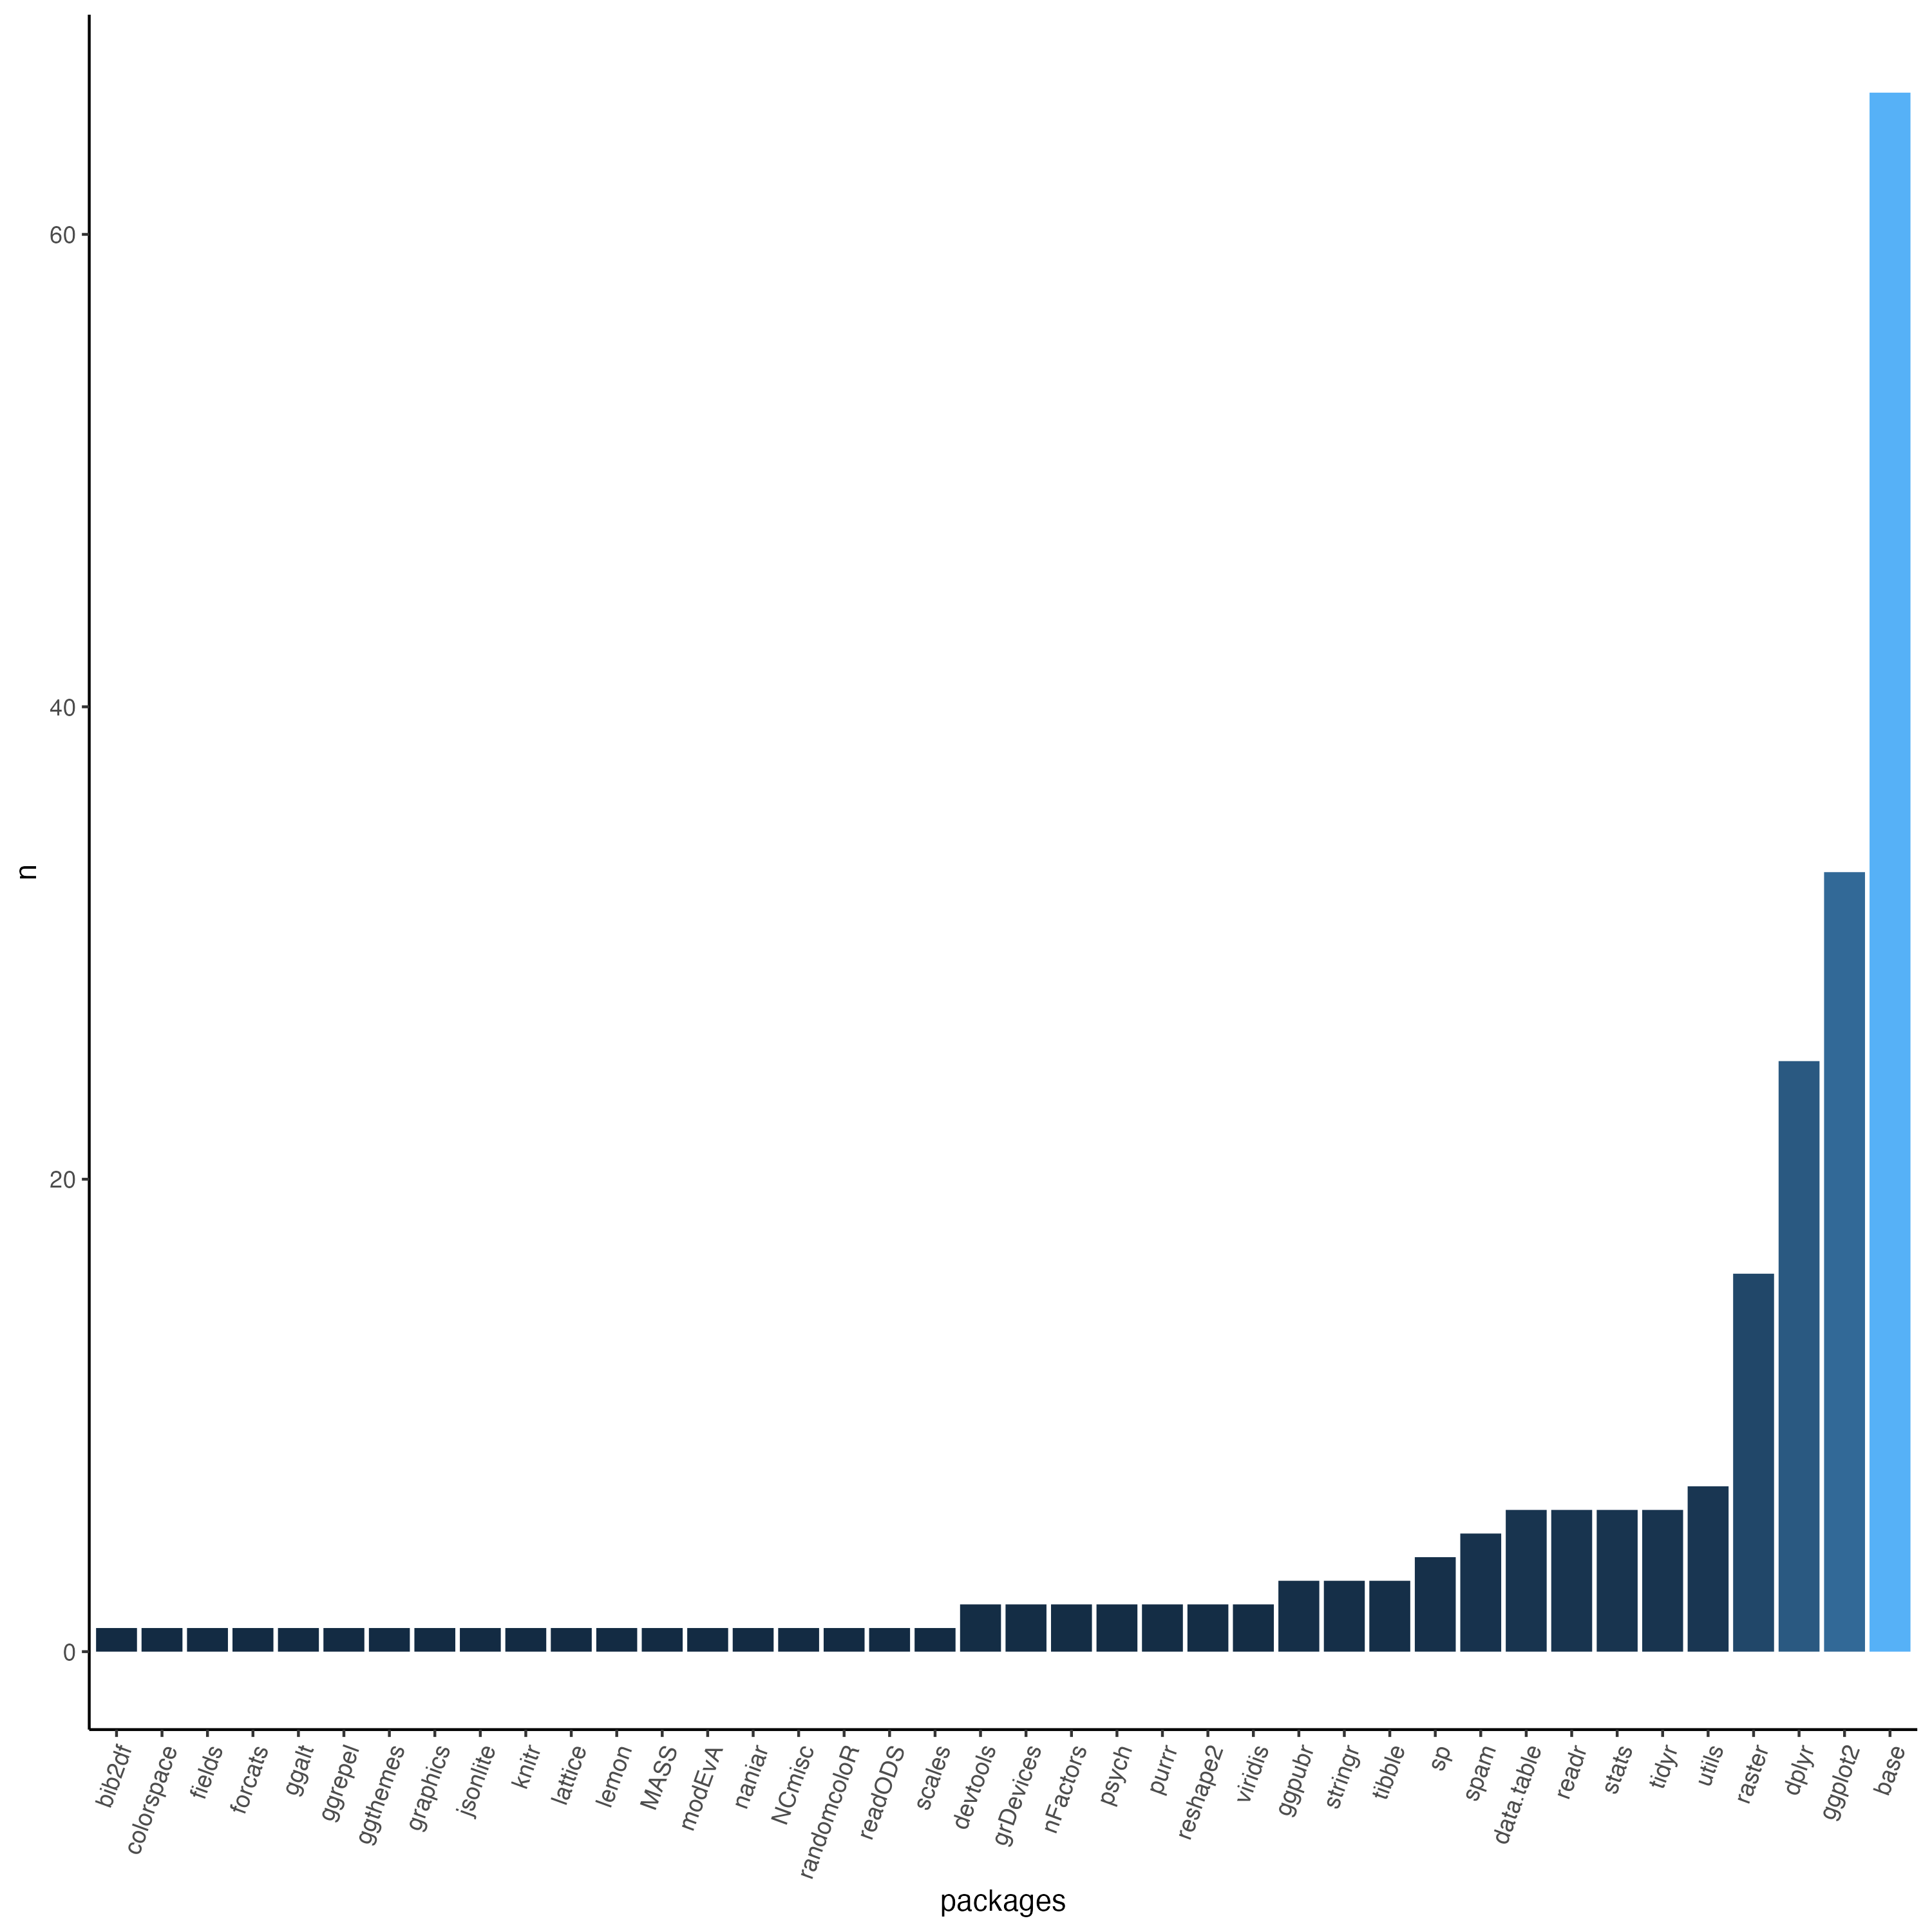 60
40
20
0
n
bib2df
colorspace
fields
forcats
ggalt
ggrepel
ggthemes
graphics
jsonlite
knitr
lattice
lemon
MASS
modEvA
naniar
NCmisc
randomcoloR
readODS
scales
devtools
grDevices
nFactors
psych
purrr
reshape2
viridis
ggpubr
stringr
tibble
sp
spam
data.table
readr
stats
tidyr
utils
raster
dplyr
ggplot2
base
packages